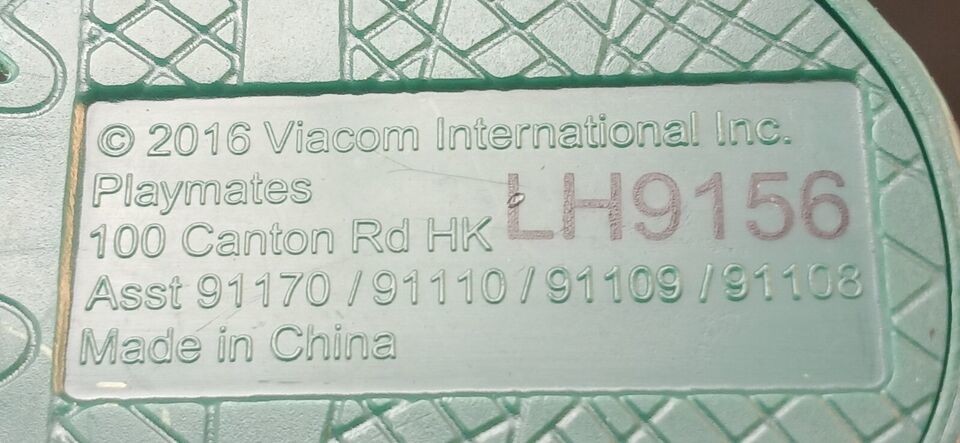 © 2016 Viacom International Inc.
Playmates
100 Canton Rd HK
LH9156
Asst 91170 / 91110 / 91109 / 91108
Made in China